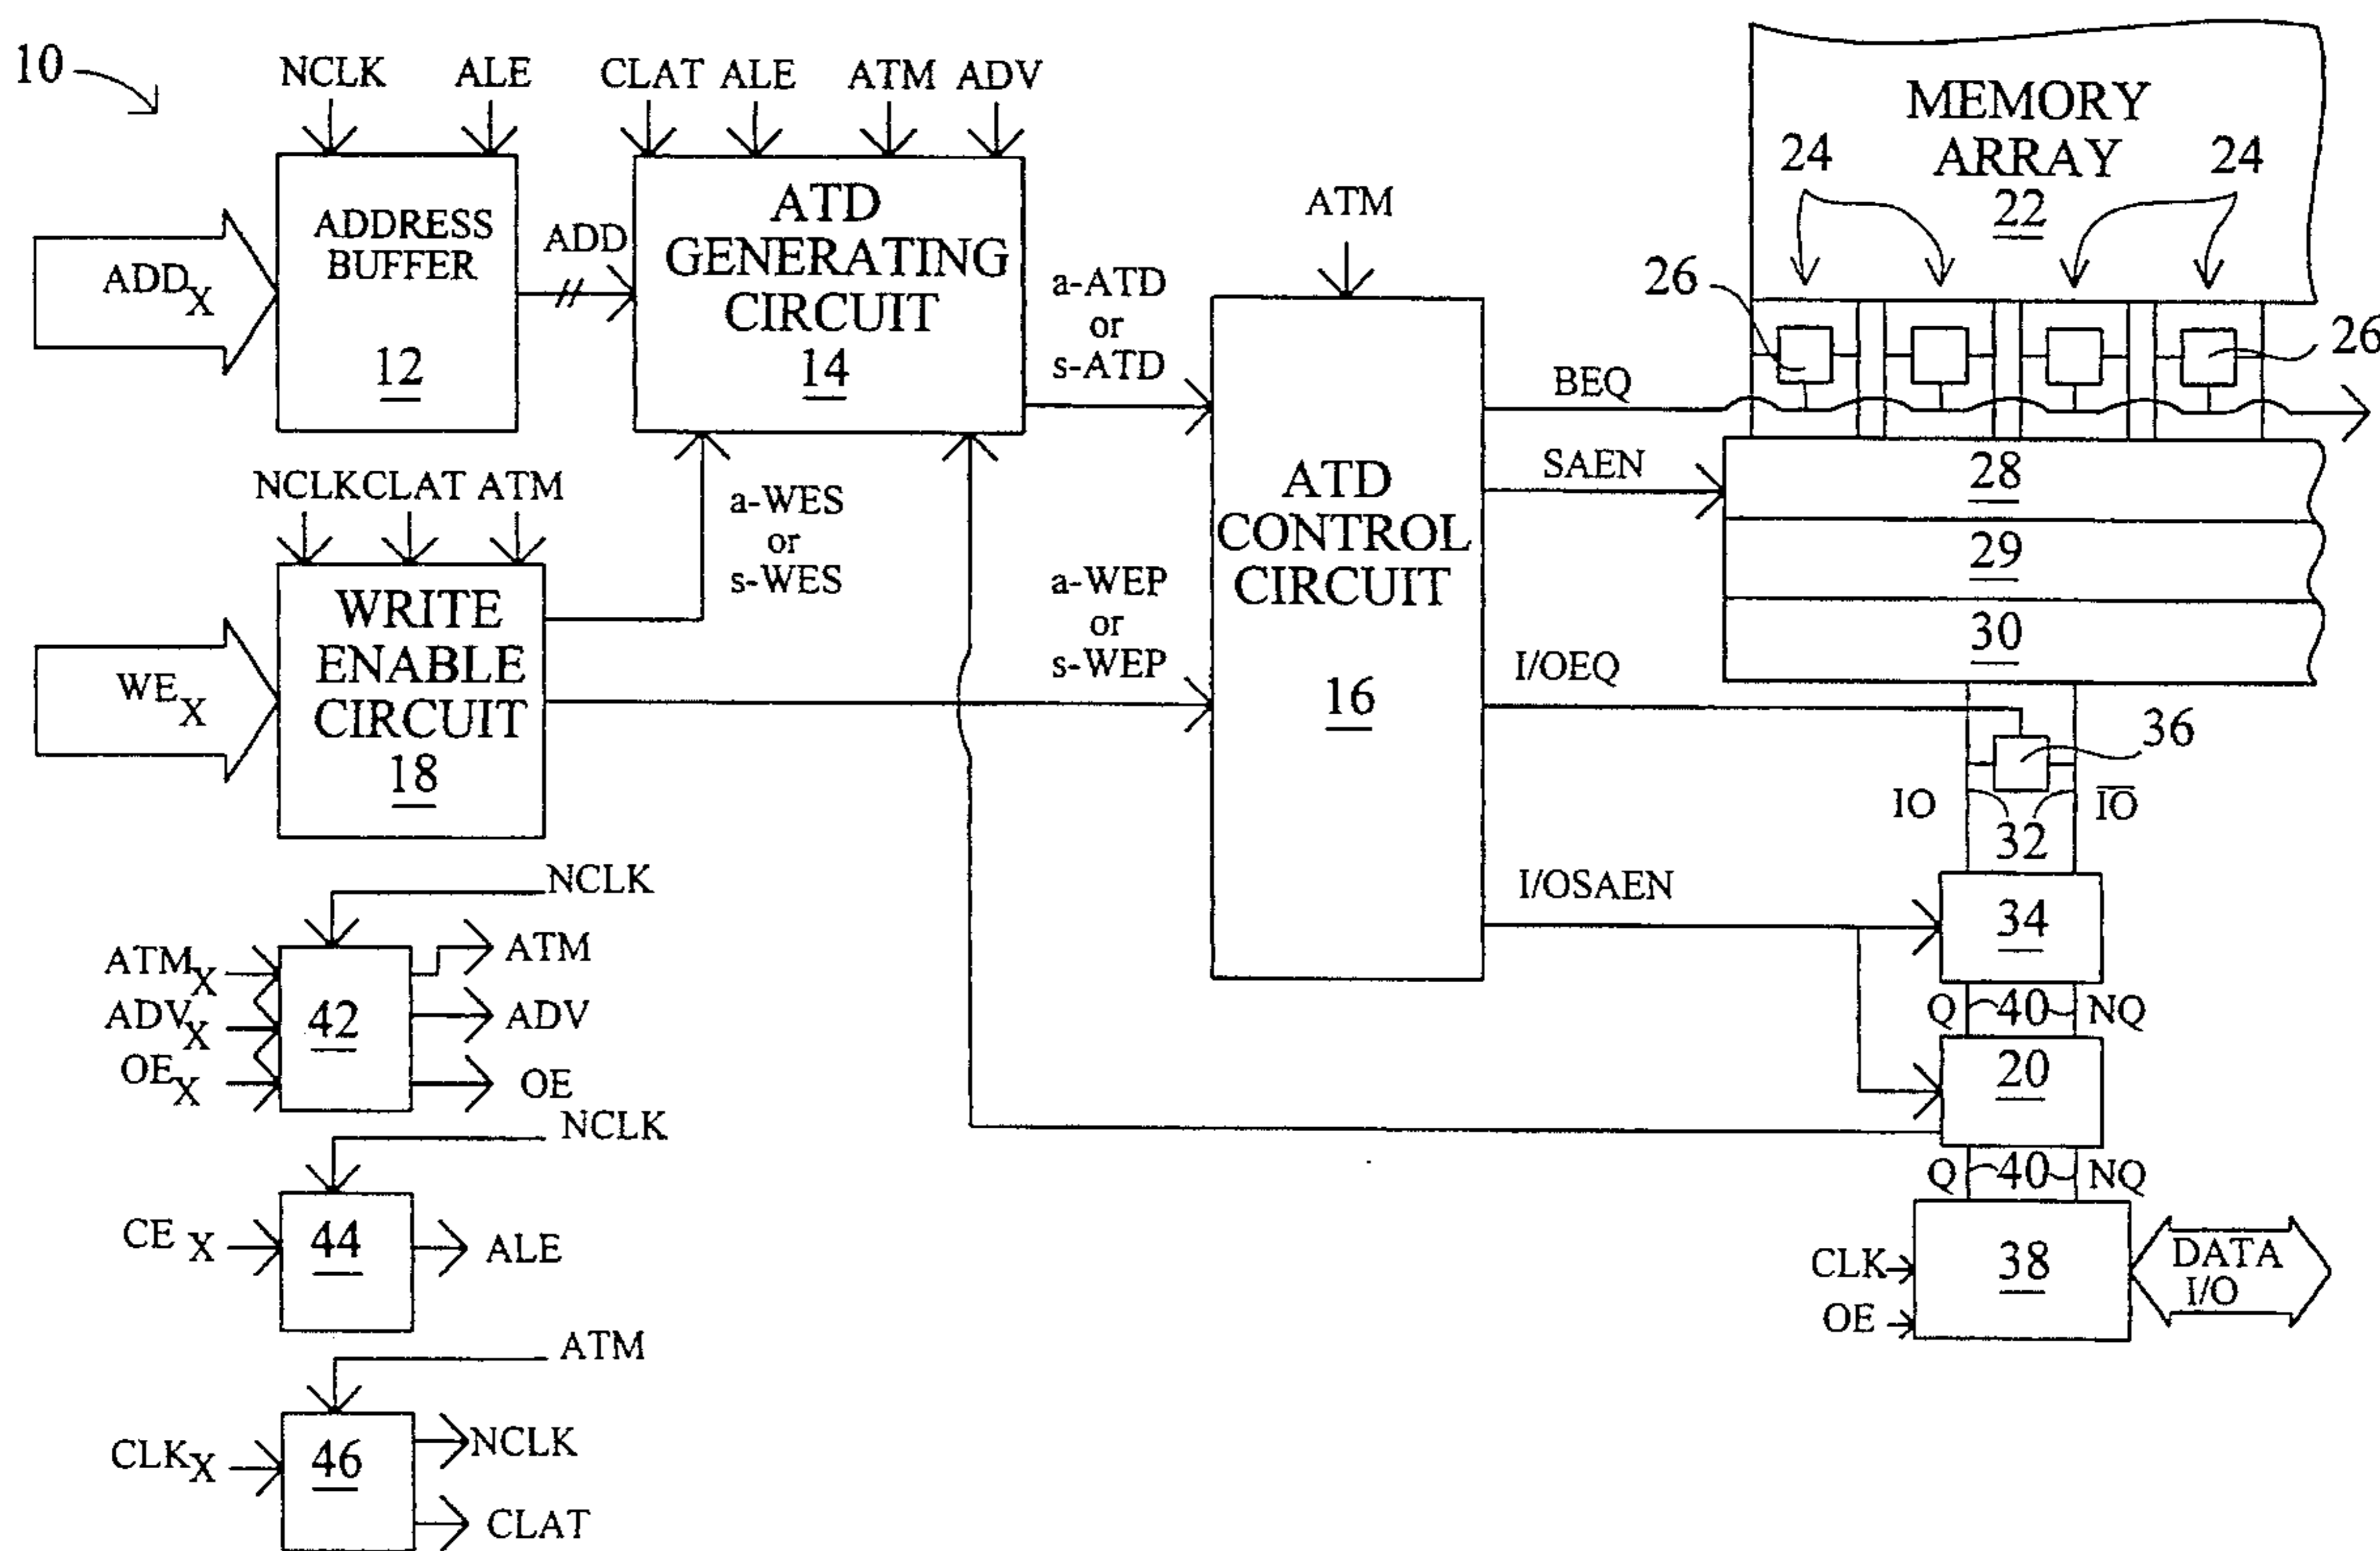 10
NCLK
ALE
CLAT
ALE
ATM
ADV
ADDX
ADDRESS
BUFFER
12
ADD
ATD
GENERATING
CIRCUIT
14
a-ATD
or
s-ATD
ATM
MEMORY
ARRAY
22
24
24
26
26
BEQ
SAEN
28
29
30
NCLK
CLAT
ATM
WEX
WRITE
ENABLE
CIRCUIT
18
a-WES
or
s-WES
a-WEP
or
s-WEP
ATD
CONTROL
CIRCUIT
16
I/OEQ
36
IO
32
I̅O̅
I/OSAEN
34
Q
40
NQ
20
Q
40
NQ
CLK
OE
38
DATA
I/O
NCLK
ATMX
ADVX
OEX
42
ATM
ADV
OE
NCLK
CEX
44
ALE
ATM
CLKX
46
NCLK
CLAT